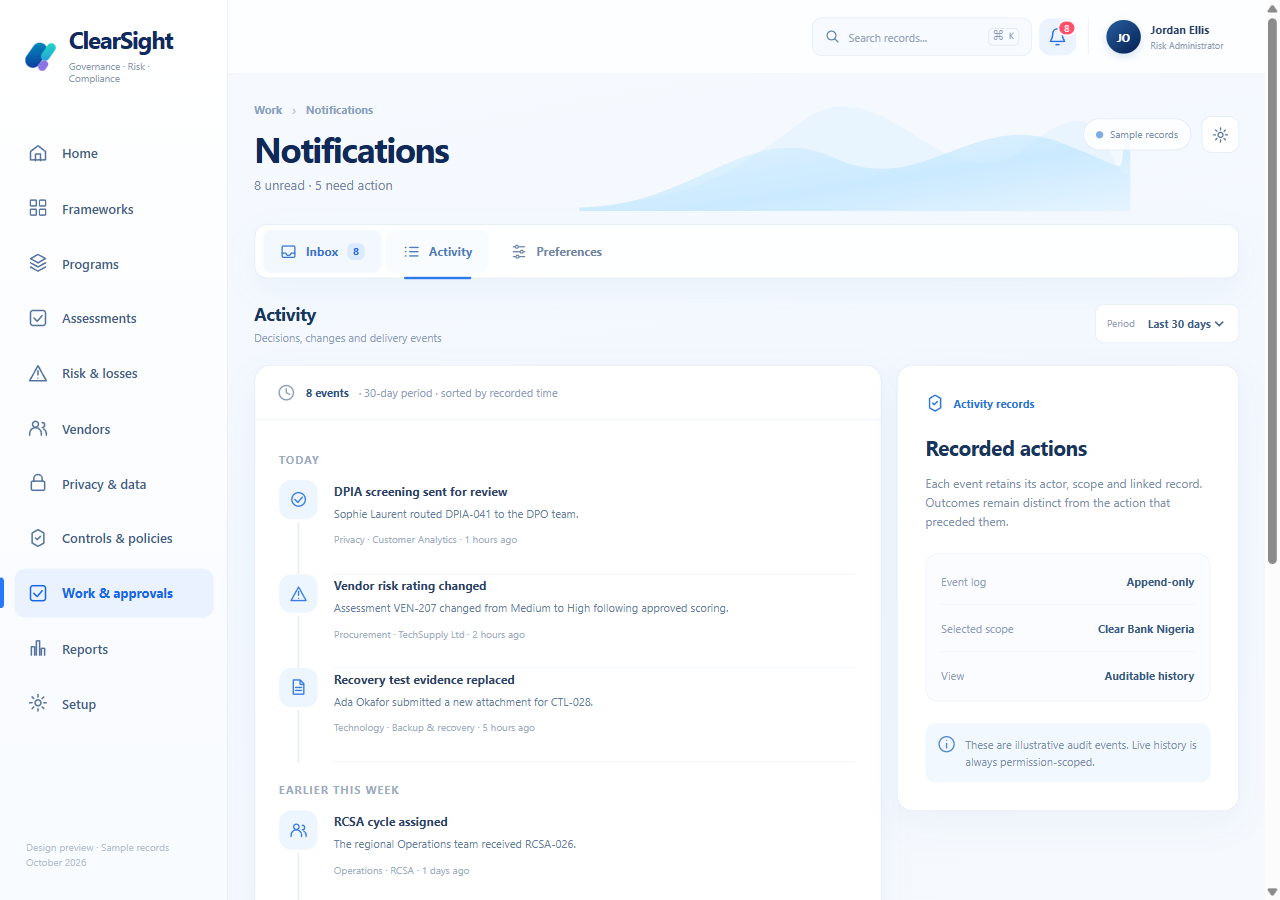 ClearSight
Governance · Risk ·
Compliance
Home
Frameworks
Programs
Assessments
Risk & losses
Vendors
Privacy & data
Controls & policies
Work & approvals
Reports
Setup
Design preview · Sample records
October 2026
Search records...
⌘ K
8
JO
Jordan Ellis
Risk Administrator
Work › Notifications
Notifications
8 unread · 5 need action
Sample records
Inbox 8
Activity
Preferences
Activity
Decisions, changes and delivery events
Period Last 30 days
8 events · 30-day period · sorted by recorded time
TODAY
DPIA screening sent for review
Sophie Laurent routed DPIA-041 to the DPO team.
Privacy · Customer Analytics · 1 hours ago
Vendor risk rating changed
Assessment VEN-207 changed from Medium to High following approved scoring.
Procurement · TechSupply Ltd · 2 hours ago
Recovery test evidence replaced
Ada Okafor submitted a new attachment for CTL-028.
Technology · Backup & recovery · 5 hours ago
EARLIER THIS WEEK
RCSA cycle assigned
The regional Operations team received RCSA-026.
Operations · RCSA · 1 days ago
Activity records
Recorded actions
Each event retains its actor, scope and linked record.
Outcomes remain distinct from the action that
preceded them.
Event log Append-only
Selected scope Clear Bank Nigeria
View Auditable history
These are illustrative audit events. Live history is
always permission-scoped.